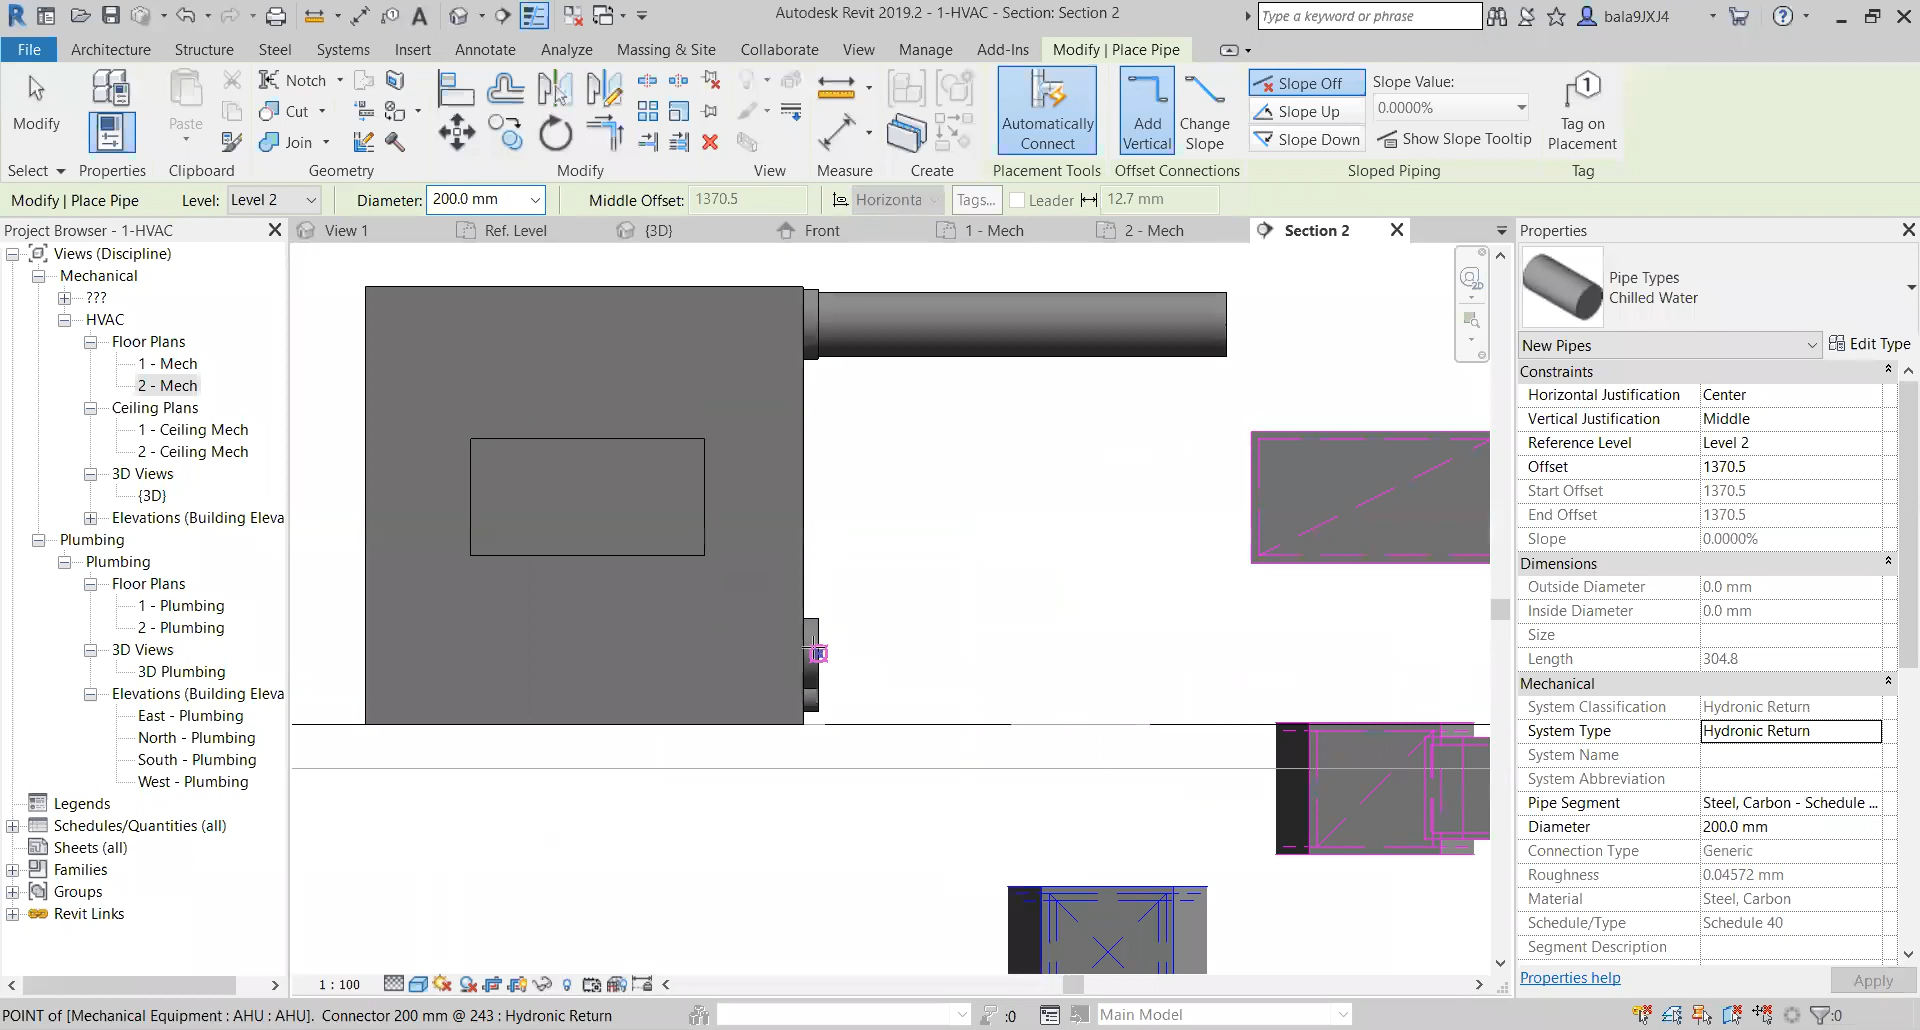 Autodesk Revit 2019.2 - 1-HVAC - Section: Section 2
Type a keyword or phrase
bala9JXJ4
File
Architecture
Structure
Steel
Systems
Insert
Annotate
Analyze
Massing & Site
Collaborate
View
Manage
Add-Ins
Modify | Place Pipe
Modify
Paste
Notch
Cut
Join
Automatically
Connect
Add
Vertical
Change
Slope
Slope Off
Slope Up
Slope Down
Slope Value:
0.0000%
Show Slope Tooltip
Tag on
Placement
Select
Properties
Clipboard
Geometry
Modify
View
Measure
Create
Placement Tools
Offset Connections
Sloped Piping
Tag
Modify | Place Pipe
Level:
Level 2
Diameter:
200.0 mm
Middle Offset:
1370.5
Horizonta
Tags...
Leader
12.7 mm
Project Browser - 1-HVAC
Views (Discipline)
Mechanical
???
HVAC
Floor Plans
1 - Mech
2 - Mech
Ceiling Plans
1 - Ceiling Mech
2 - Ceiling Mech
3D Views
{3D}
Elevations (Building Eleva
Plumbing
Plumbing
Floor Plans
1 - Plumbing
2 - Plumbing
3D Views
3D Plumbing
Elevations (Building Eleva
East - Plumbing
North - Plumbing
South - Plumbing
West - Plumbing
Legends
Schedules/Quantities (all)
Sheets (all)
Families
Groups
Revit Links
View 1
Ref. Level
{3D}
Front
1 - Mech
2 - Mech
Section 2
2D
Properties
Pipe Types
Chilled Water
New Pipes
Edit Type
Constraints
Horizontal Justification Center
Vertical Justification Middle
Reference Level Level 2
Offset 1370.5
Start Offset 1370.5
End Offset 1370.5
Slope 0.0000%
Dimensions
Outside Diameter 0.0 mm
Inside Diameter 0.0 mm
Size
Length 304.8
Mechanical
System Classification Hydronic Return
System Type Hydronic Return
System Name
System Abbreviation
Pipe Segment Steel, Carbon - Schedule ...
Diameter 200.0 mm
Connection Type Generic
Roughness 0.04572 mm
Material Steel, Carbon
Schedule/Type Schedule 40
Segment Description
Properties help
Apply
1 : 100
POINT of [Mechanical Equipment : AHU : AHU]. Connector 200 mm @ 243 : Hydronic Return
:0
Main Model
:0